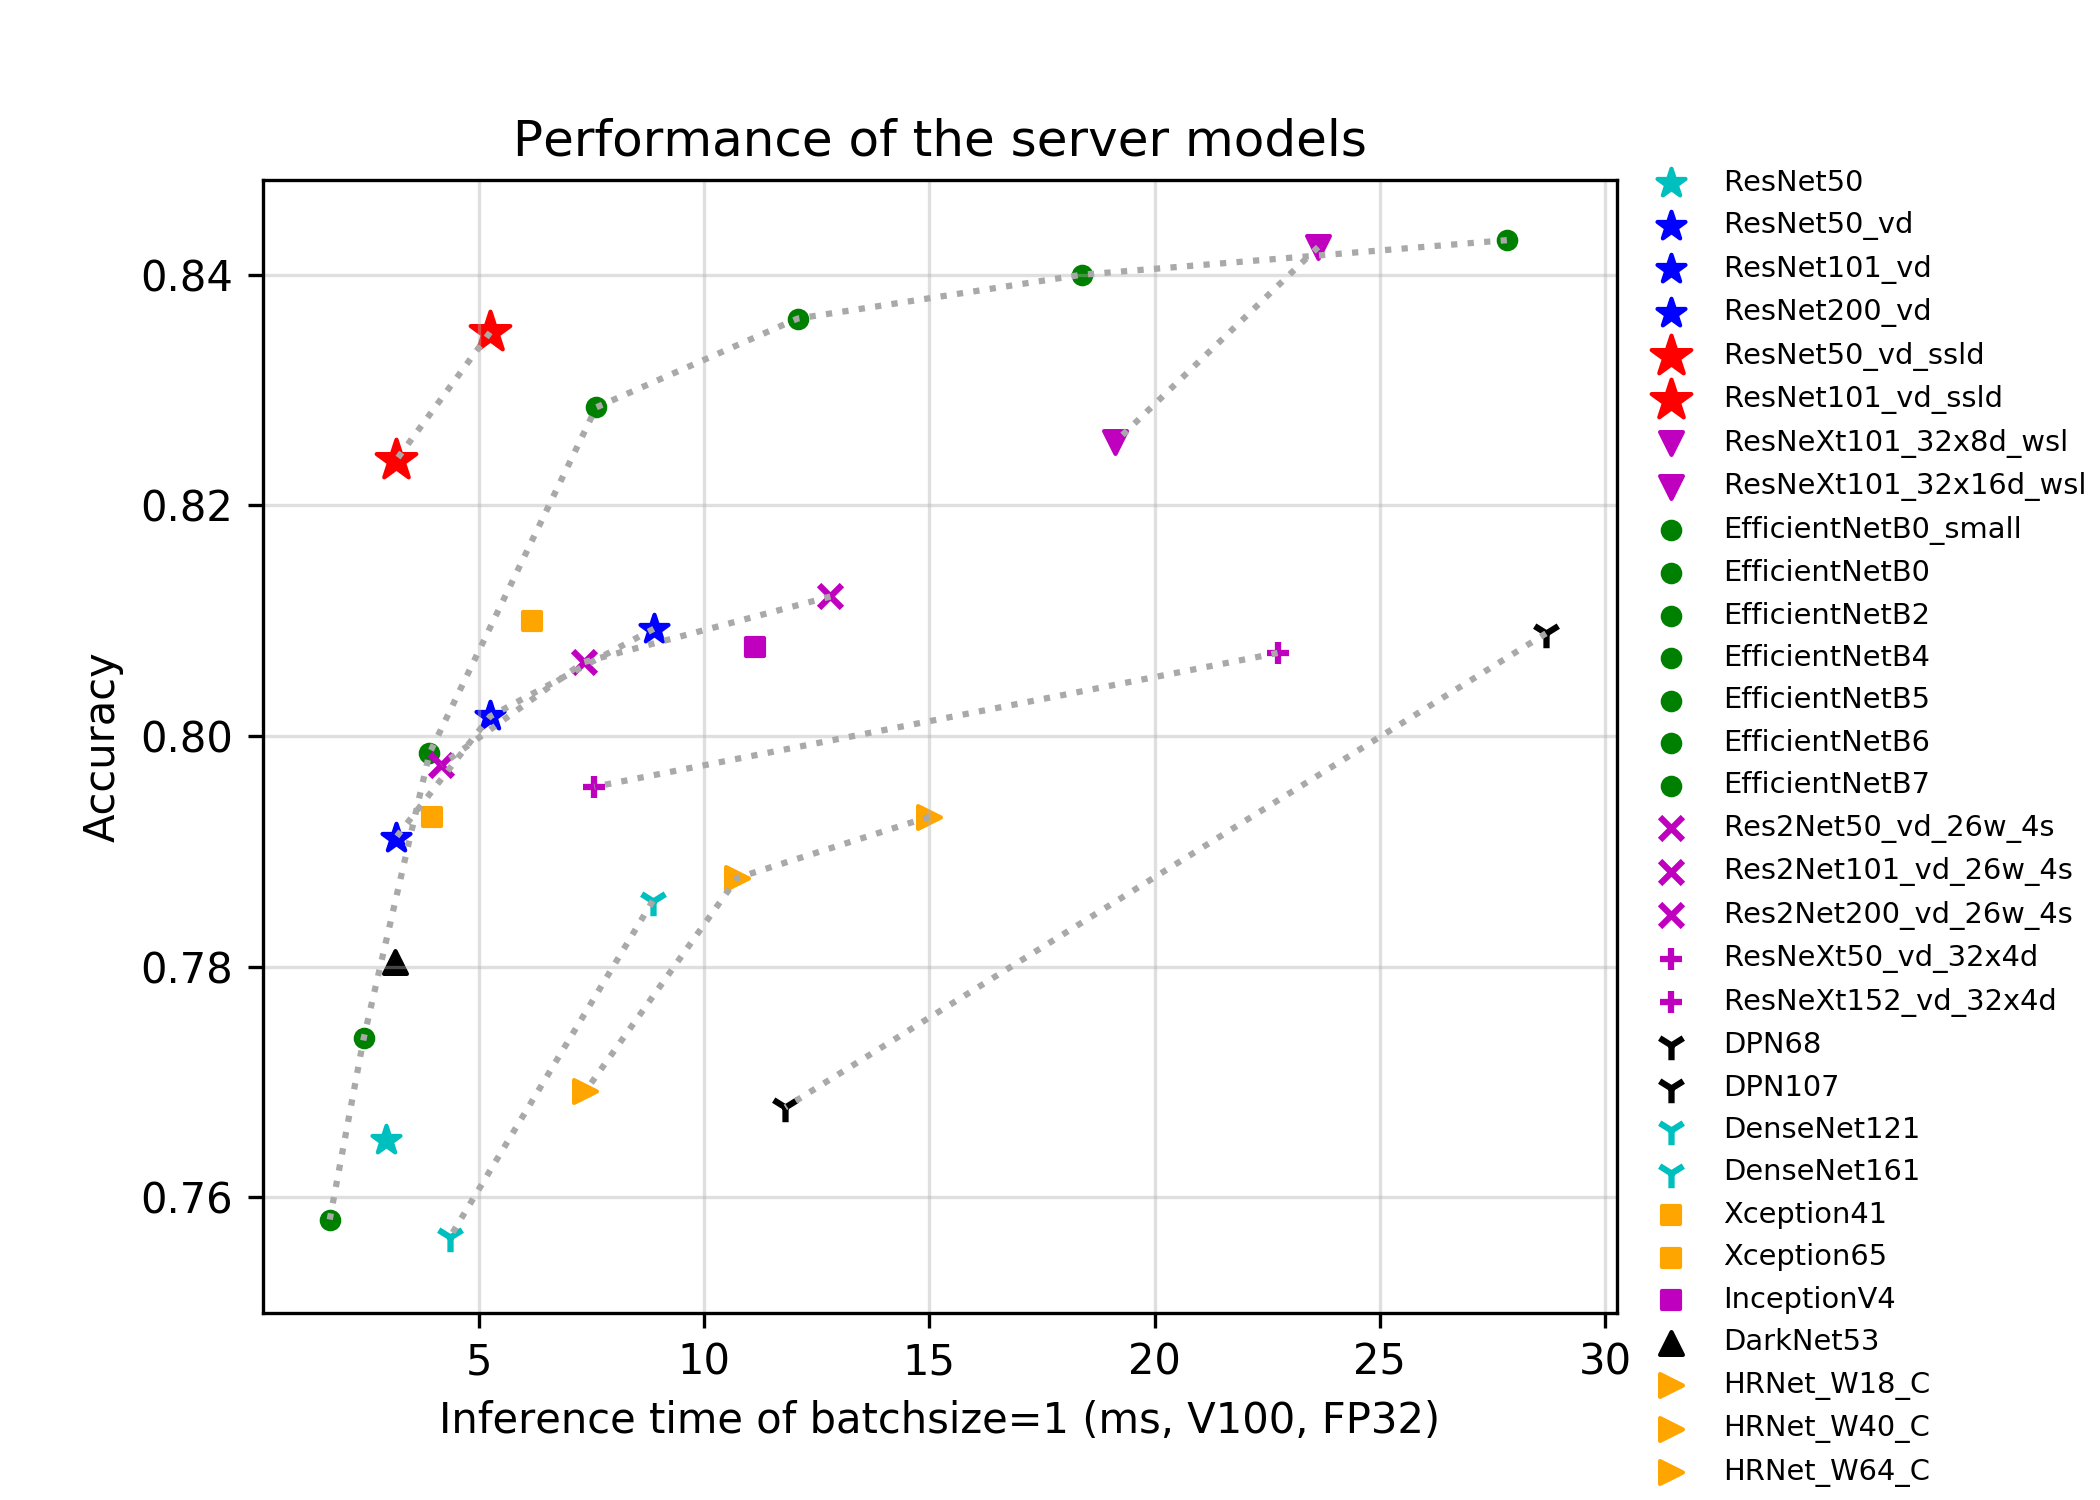 Performance of the server models
0.84
0.82
0.80
0.78
0.76
Accuracy
5
10
15
20
25
30
Inference time of batchsize=1 (ms, V100, FP32)
ResNet50
ResNet50_vd
ResNet101_vd
ResNet200_vd
ResNet50_vd_ssld
ResNet101_vd_ssld
ResNeXt101_32x8d_wsl
ResNeXt101_32x16d_wsl
EfficientNetB0_small
EfficientNetB0
EfficientNetB2
EfficientNetB4
EfficientNetB5
EfficientNetB6
EfficientNetB7
Res2Net50_vd_26w_4s
Res2Net101_vd_26w_4s
Res2Net200_vd_26w_4s
ResNeXt50_vd_32x4d
ResNeXt152_vd_32x4d
DPN68
DPN107
DenseNet121
DenseNet161
Xception41
Xception65
InceptionV4
DarkNet53
HRNet_W18_C
HRNet_W40_C
HRNet_W64_C